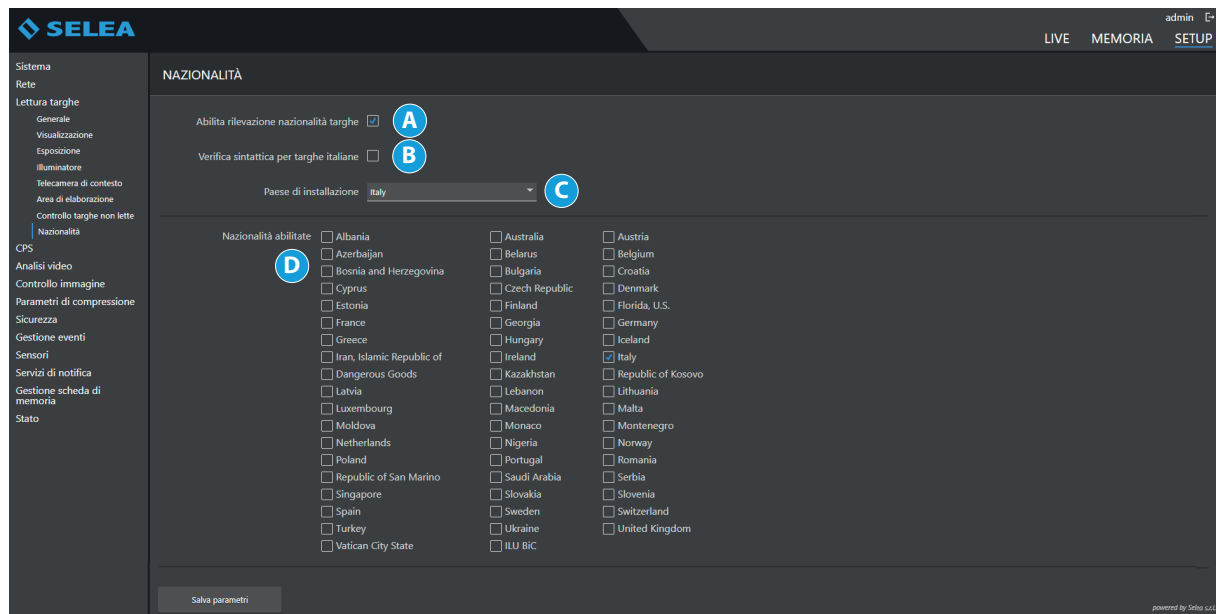 SELEA
admin
LIVE MEMORIA SETUP
Sistema
Rete
Lettura targhe
Generale
Visualizzazione
Esposizione
Illuminatore
Telecamera di contesto
Area di elaborazione
Controllo targhe non lette
Nazionalità
CPS
Analisi video
Controllo immagine
Parametri di compressione
Sicurezza
Gestione eventi
Sensori
Servizi di notifica
Gestione scheda di
memoria
Stato
NAZIONALITÀ
Abilita rilevazione nazionalità targhe A
Verifica sintattica per targhe italiane B
Paese di installazione Italy C
Nazionalità abilitate Albania Australia Austria
D
Azerbaijan Belarus Belgium
Bosnia and Herzegovina Bulgaria Croatia
Cyprus Czech Republic Denmark
Estonia Finland Florida, U.S.
France Georgia Germany
Greece Hungary Iceland
Iran, Islamic Republic of Ireland Italy
Dangerous Goods Kazakhstan Republic of Kosovo
Latvia Lebanon Lithuania
Luxembourg Macedonia Malta
Moldova Monaco Montenegro
Netherlands Nigeria Norway
Poland Portugal Romania
Republic of San Marino Saudi Arabia Serbia
Singapore Slovakia Slovenia
Spain Sweden Switzerland
Turkey Ukraine United Kingdom
Vatican City State ILU BiC
Salva parametri
powered by Selea s.r.l.